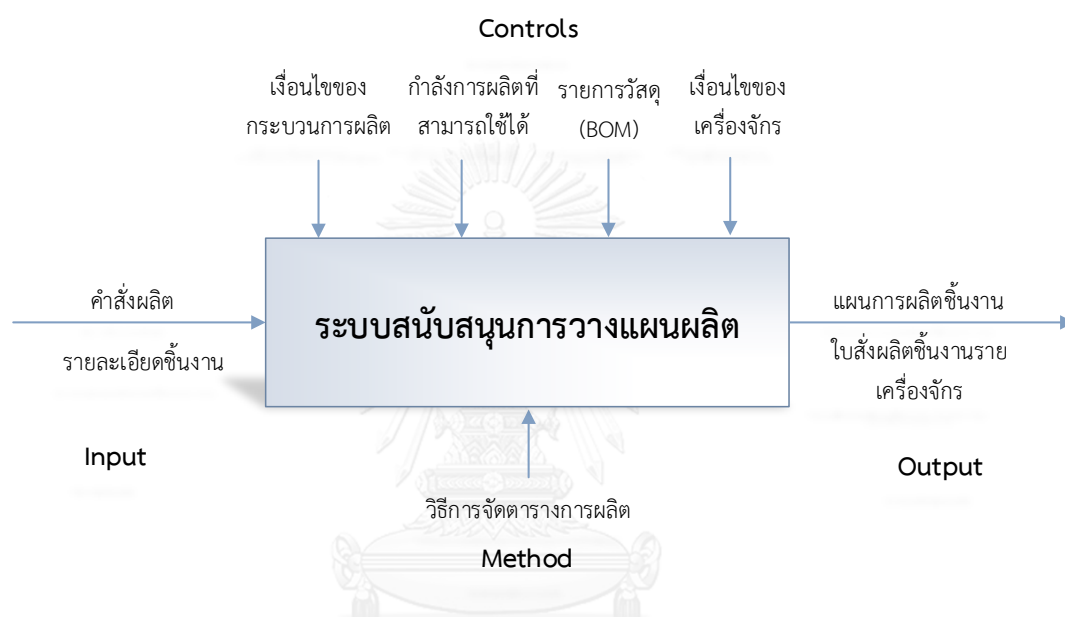 Controls
เงื่อนไขของ
กระบวนการผลิต
กำลังการผลิตที่
สามารถใช้ได้
รายการวัสดุ
(BOM)
เงื่อนไขของ
เครื่องจักร
คำสั่งผลิต
รายละเอียดชิ้นงาน
Input
ระบบสนับสนุนการวางแผนผลิต
แผนการผลิตชิ้นงาน
ใบสั่งผลิตชิ้นงานราย
เครื่องจักร
Output
วิธีการจัดตารางการผลิต
Method